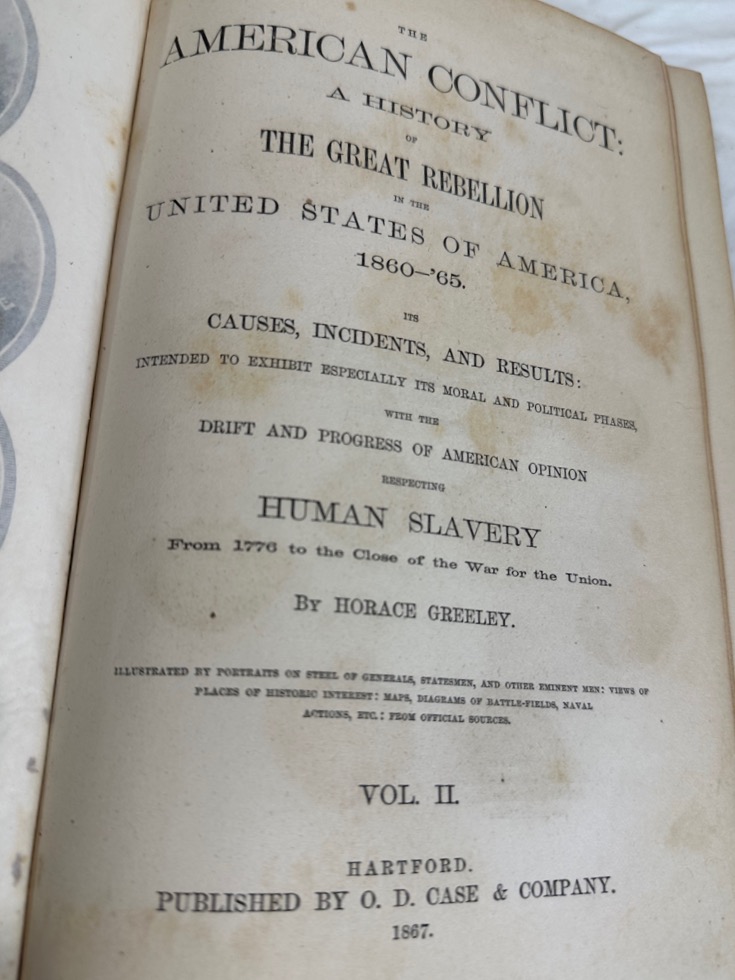 THE
AMERICAN CONFLICT:
A HISTORY
OF
THE GREAT REBELLION
IN THE
UNITED STATES OF AMERICA,
1860–'65.
ITS
CAUSES, INCIDENTS, AND RESULTS:
INTENDED TO EXHIBIT ESPECIALLY ITS MORAL AND POLITICAL PHASES,
WITH THE
DRIFT AND PROGRESS OF AMERICAN OPINION
RESPECTING
HUMAN SLAVERY
From 1776 to the Close of the War for the Union.
By HORACE GREELEY.
ILLUSTRATED BY PORTRAITS ON STEEL OF GENERALS, STATESMEN, AND OTHER EMINENT MEN: VIEWS OF
PLACES OF HISTORIC INTEREST: MAPS, DIAGRAMS OF BATTLE-FIELDS, NAVAL
ACTIONS, ETC.: FROM OFFICIAL SOURCES.
VOL. II.
HARTFORD.
PUBLISHED BY O. D. CASE & COMPANY.
1867.